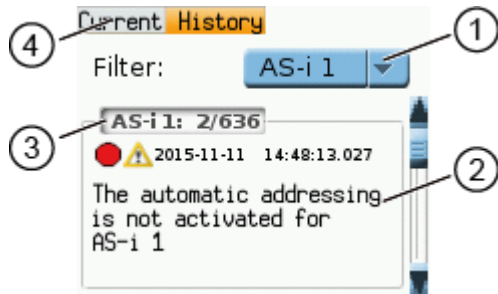 Current History
4
1
Filter: AS-i 1
3
AS-i 1: 2/636
2015-11-11 14:48:13.027
2
The automatic addressing
is not activated for
AS-i 1